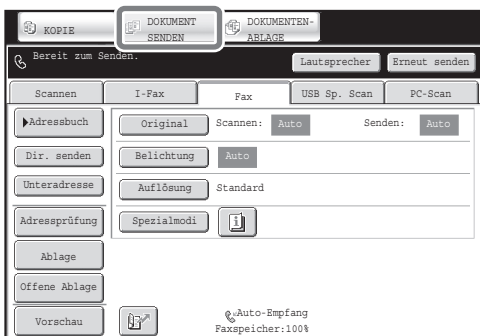 KOPIE
DOKUMENT
SENDEN
DOKUMENTEN-
ABLAGE
Bereit zum Senden.
Lautsprecher
Erneut senden
Scannen
I-Fax
Fax
USB Sp. Scan
PC-Scan
Adressbuch
Original
Scannen:
Auto
Senden:
Auto
Dir. senden
Belichtung
Auto
Unteradresse
Auflösung
Standard
Adressprüfung
Spezialmodi
Ablage
Offene Ablage
Vorschau
Auto-Empfang
Faxspeicher:100%